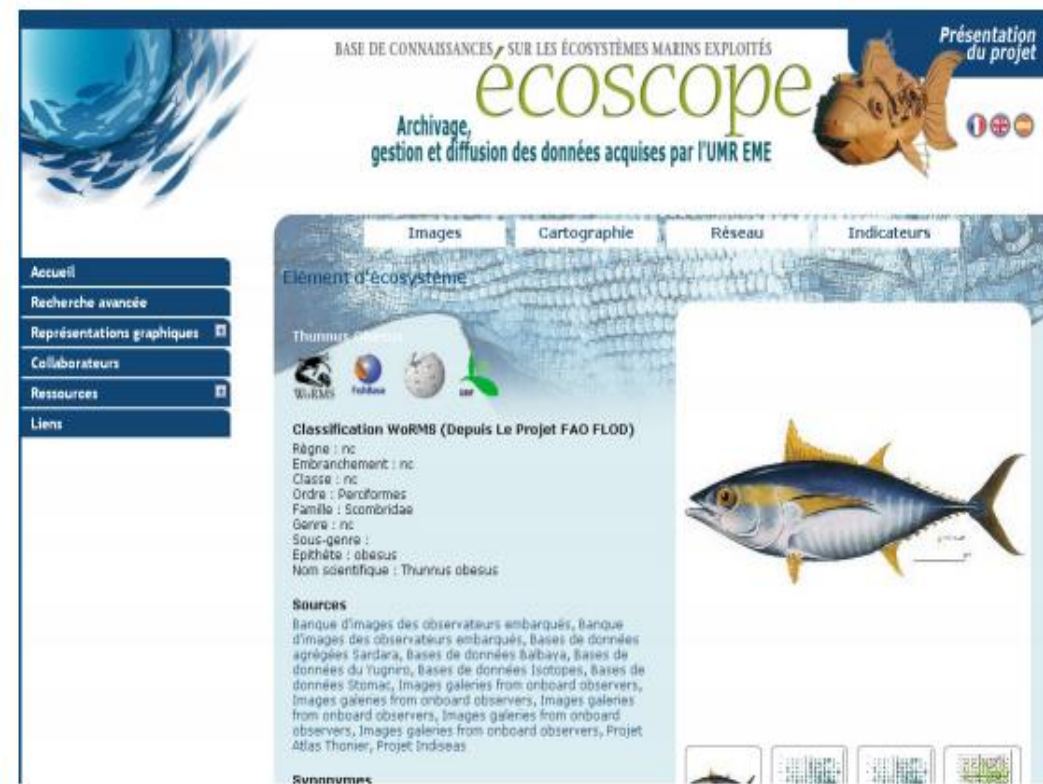 Présentation
du projet
BASE DE CONNAISSANCES SUR LES ÉCOSYSTÈMES MARINS EXPLOITÉS
écoscope
Archivage,
gestion et diffusion des données acquises par l'UMR EME
Images
Cartographie
Réseau
Indicateurs
Accueil
Recherche avancée
Représentations graphiques
Collaborateurs
Ressources
Liens
Elément d'écosystème
Thunnus Obesus
WoRMS
FishBase
Classification WoRMS (Depuis Le Projet FAO FLOD)
Règne : nc
Embranchement : nc
Classe : nc
Ordre : Perciformes
Famille : Scombridae
Genre : nc
Sous-genre :
Epithète : obesus
Nom scientifique : Thunnus obesus
Sources
Banque d'images des observateurs embarqués, Banque
d'images des observateurs embarqués, Bases de données
agrégées Sardara, Bases de données Balbaya, Bases de
données du Yugniro, Bases de données Isotopes, Bases de
données Stomac, Images galeries from onboard observers,
Images galeries from onboard observers, Images galeries
from onboard observers, Images galeries from onboard
observers, Images galeries from onboard observers, Projet
Atlas Thonier, Projet Indiseas
Synonymes